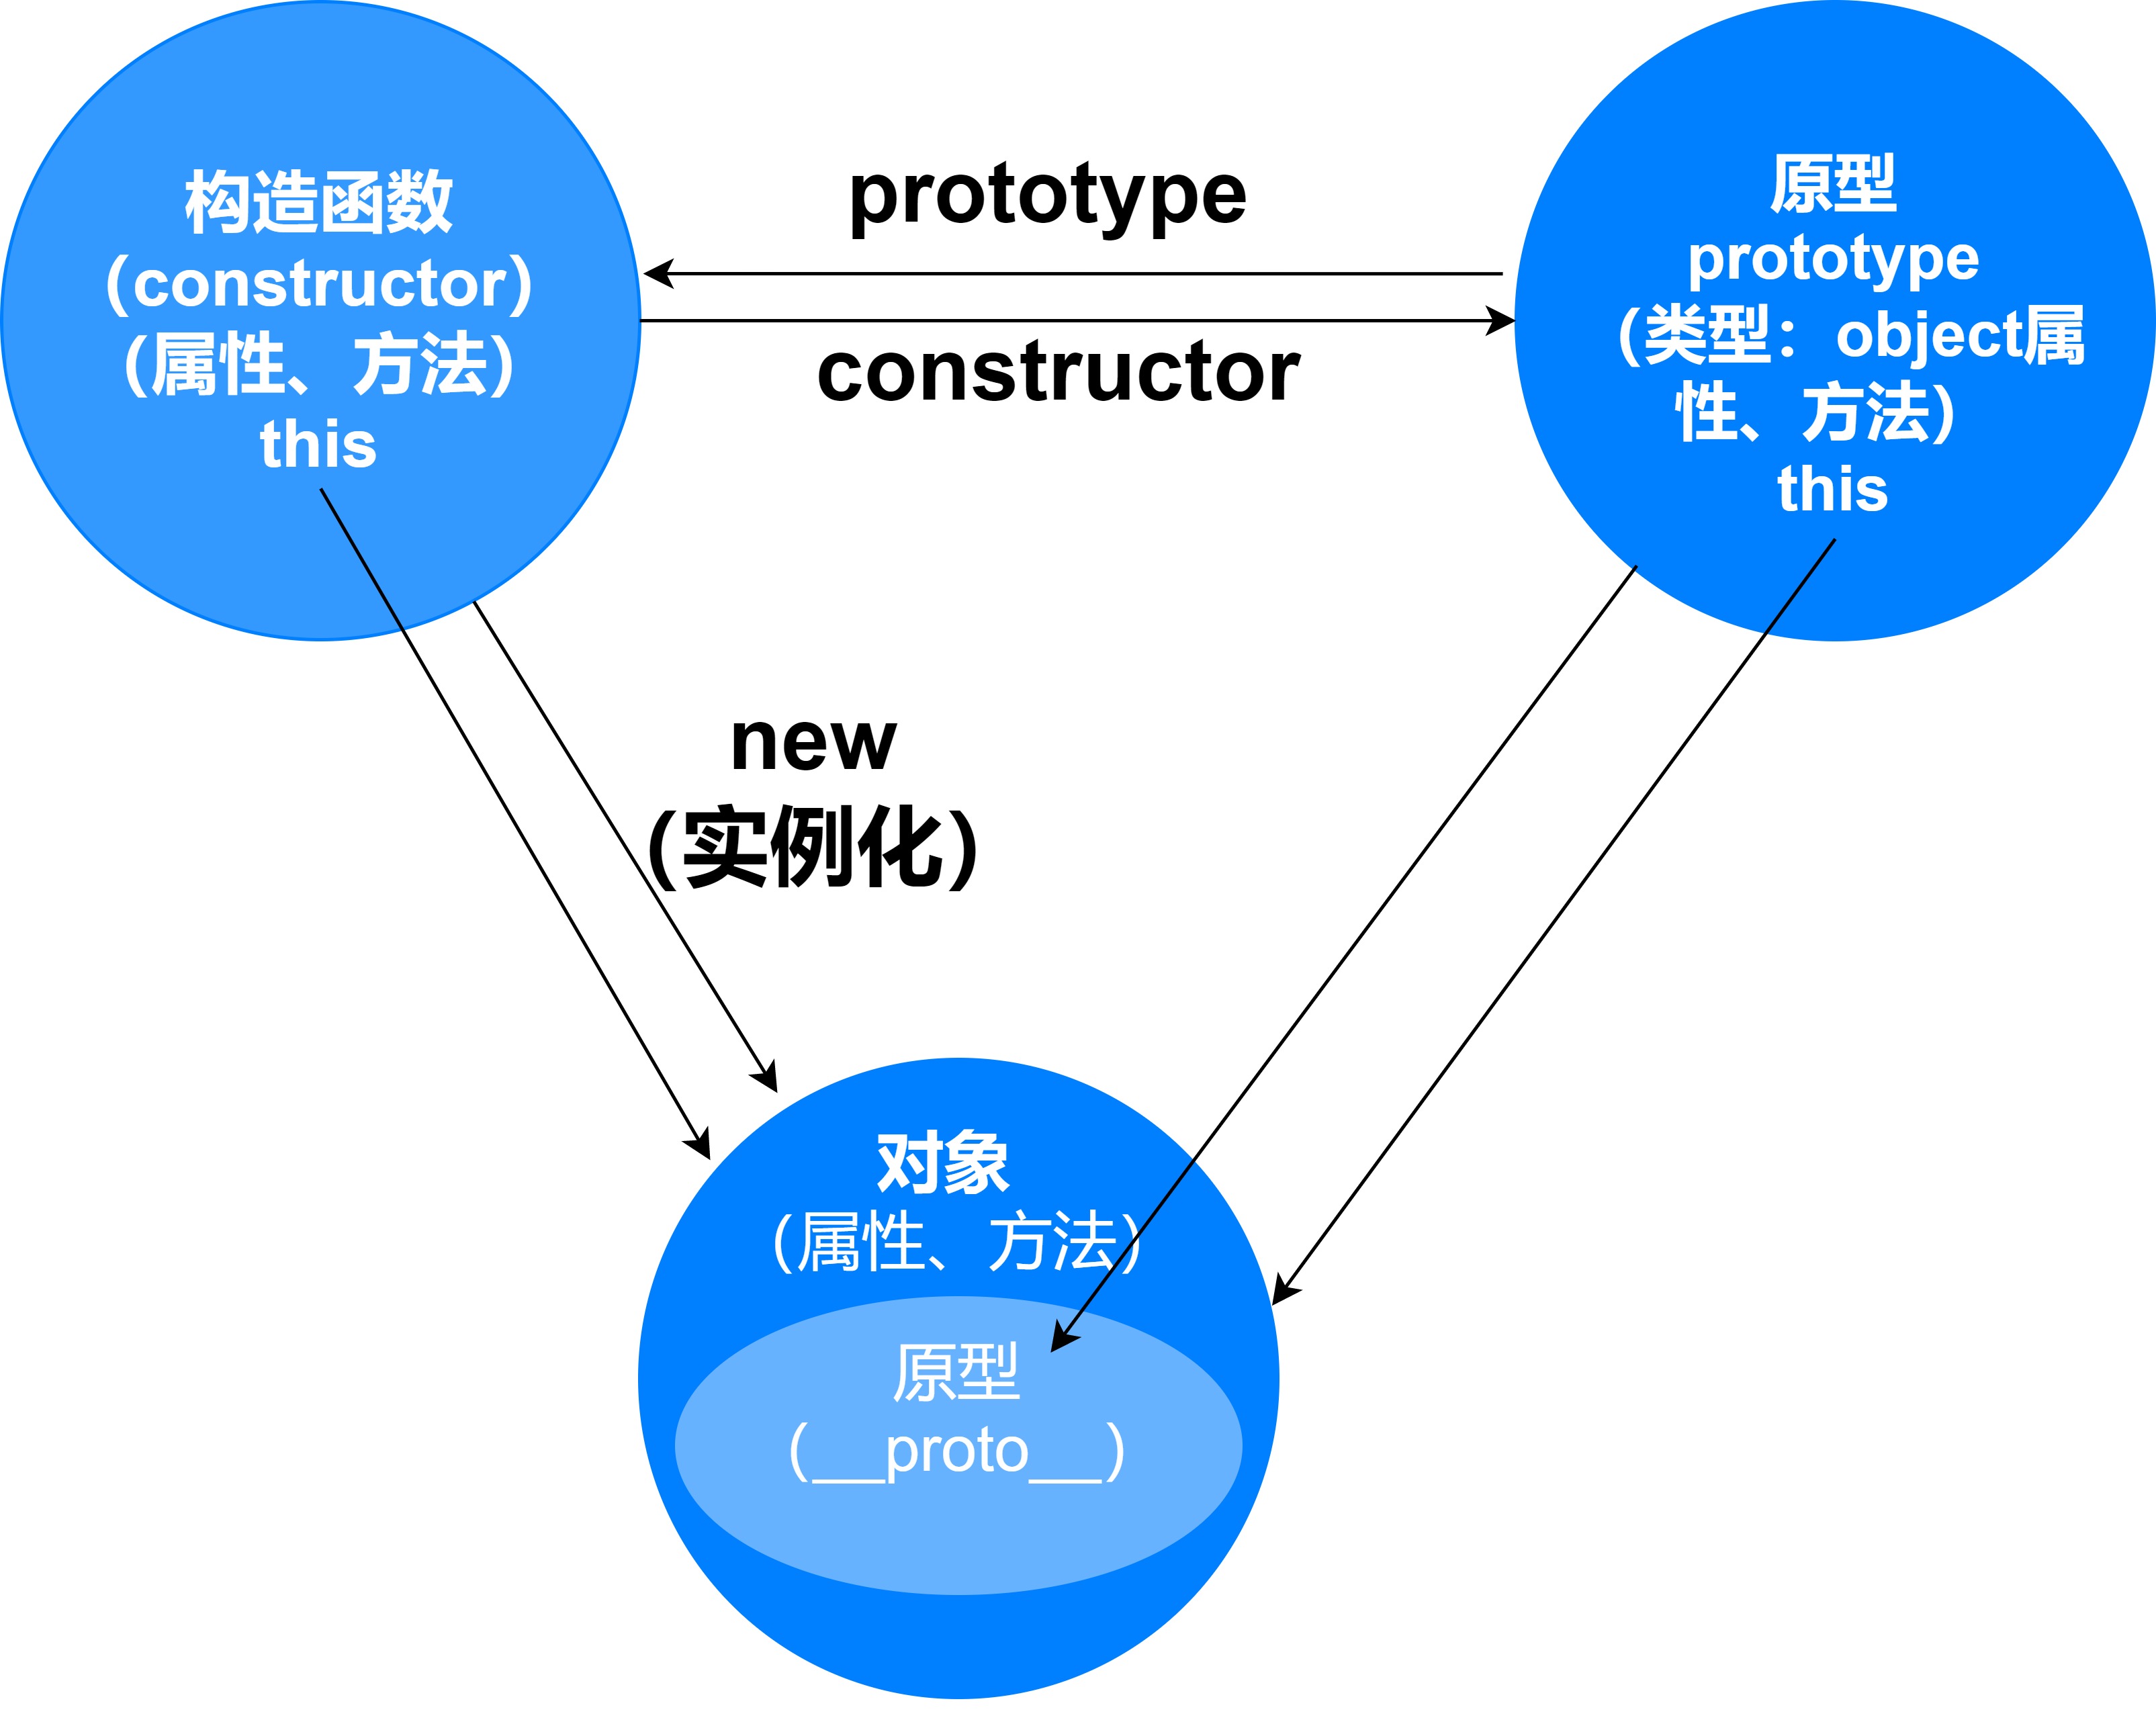 构造函数
(constructor)
(属性、方法)
this
prototype
constructor
原型
prototype
(类型：object属
性、方法)
this
new
(实例化)
对象
(属性、方法)
原型
(__proto__)